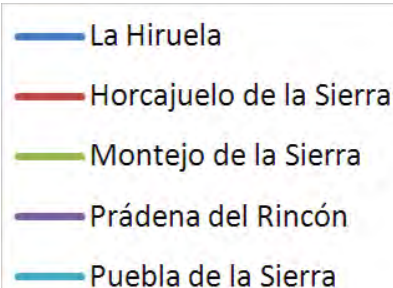 La Hiruela
Horcajuelo de la Sierra
Montejo de la Sierra
Prádena del Rincón
Puebla de la Sierra